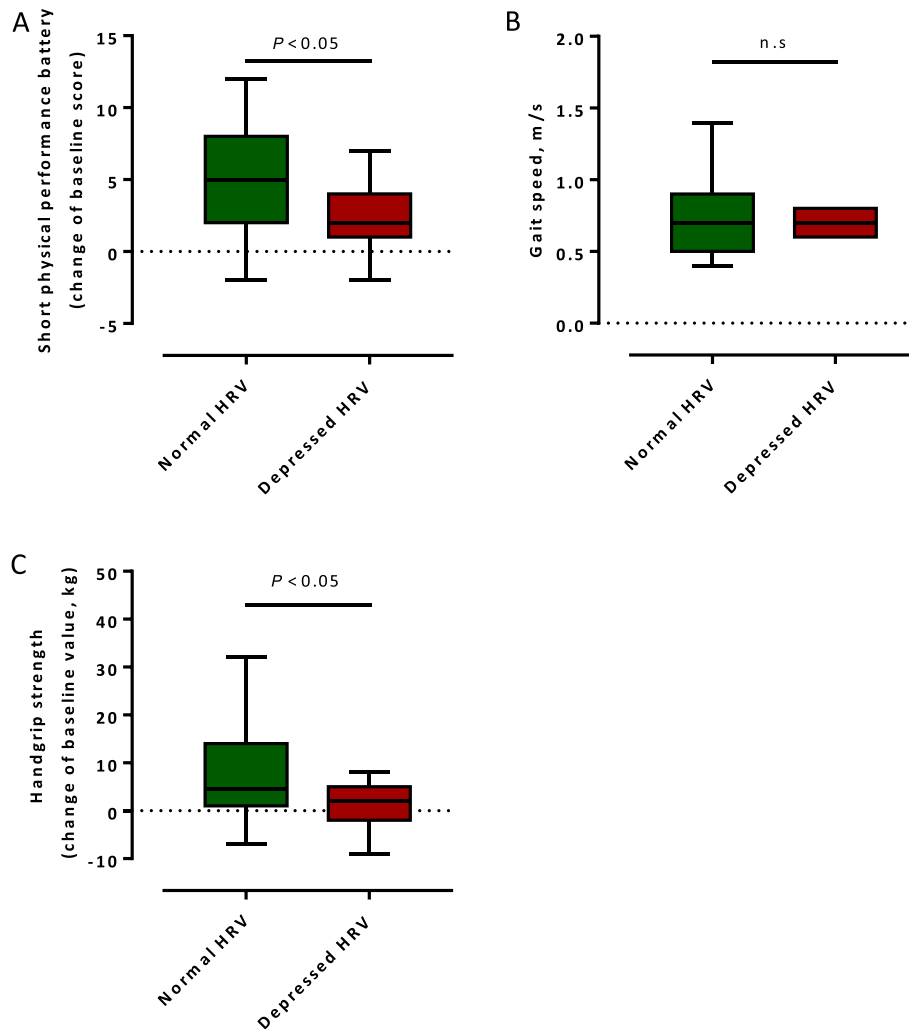 A
Short physical performance battery
(change of baseline score)
15
10
5
0
-5
P<0.05
Normal HRV
Depressed HRV
B
Gait speed, m/s
2.0
1.5
1.0
0.5
0.0
n.s
Normal HRV
Depressed HRV
C
Handgrip strength
(change of baseline value, kg)
50
40
30
20
10
0
-10
P<0.05
Normal HRV
Depressed HRV